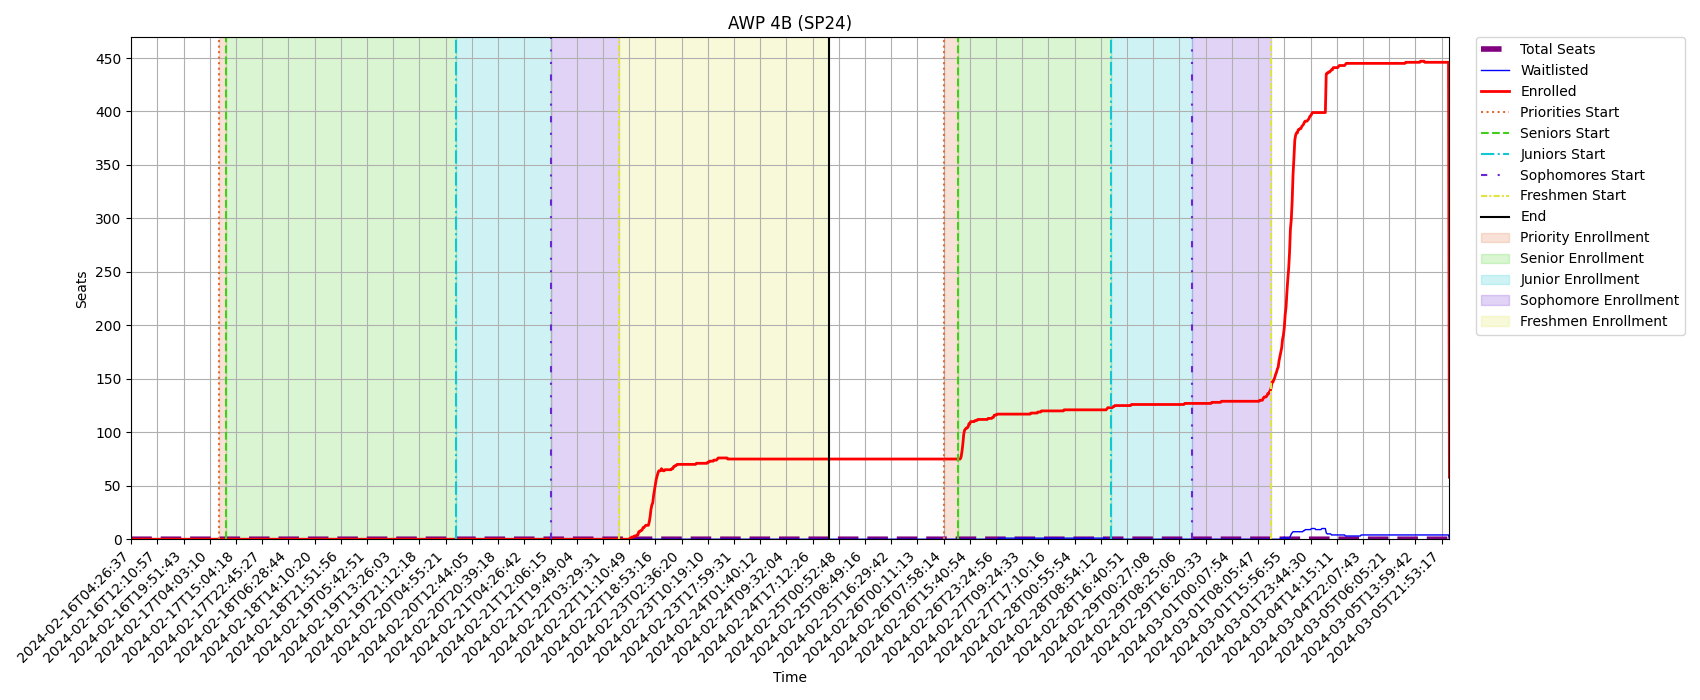 AWP 4B (SP24)
Seats
450
400
350
300
250
200
150
100
50
0
2024-02-16T04:26:37
2024-02-16T12:10:57
2024-02-16T19:51:43
2024-02-17T04:03:10
2024-02-17T15:04:18
2024-02-17T22:45:27
2024-02-18T06:28:44
2024-02-18T14:10:20
2024-02-18T21:51:56
2024-02-19T05:42:51
2024-02-19T13:26:03
2024-02-19T21:12:18
2024-02-20T04:55:21
2024-02-20T12:44:05
2024-02-20T20:39:18
2024-02-21T04:26:42
2024-02-21T12:06:15
2024-02-21T19:49:04
2024-02-22T03:29:31
2024-02-22T11:10:49
2024-02-22T18:53:16
2024-02-23T02:36:20
2024-02-23T10:19:10
2024-02-23T17:59:31
2024-02-24T01:40:12
2024-02-24T09:32:04
2024-02-24T17:12:26
2024-02-25T00:52:48
2024-02-25T08:49:16
2024-02-25T16:29:42
2024-02-26T00:11:13
2024-02-26T07:58:14
2024-02-26T15:40:54
2024-02-26T23:24:56
2024-02-27T09:24:33
2024-02-27T17:10:16
2024-02-28T00:55:54
2024-02-28T08:54:12
2024-02-28T16:40:51
2024-02-29T00:27:08
2024-02-29T08:25:06
2024-02-29T16:20:33
2024-03-01T00:07:54
2024-03-01T08:05:47
2024-03-01T15:56:55
2024-03-01T23:44:30
2024-03-04T14:15:11
2024-03-04T22:07:43
2024-03-05T06:05:21
2024-03-05T13:59:42
2024-03-05T21:53:17
Time
Total Seats
Waitlisted
Enrolled
Priorities Start
Seniors Start
Juniors Start
Sophomores Start
Freshmen Start
End
Priority Enrollment
Senior Enrollment
Junior Enrollment
Sophomore Enrollment
Freshmen Enrollment